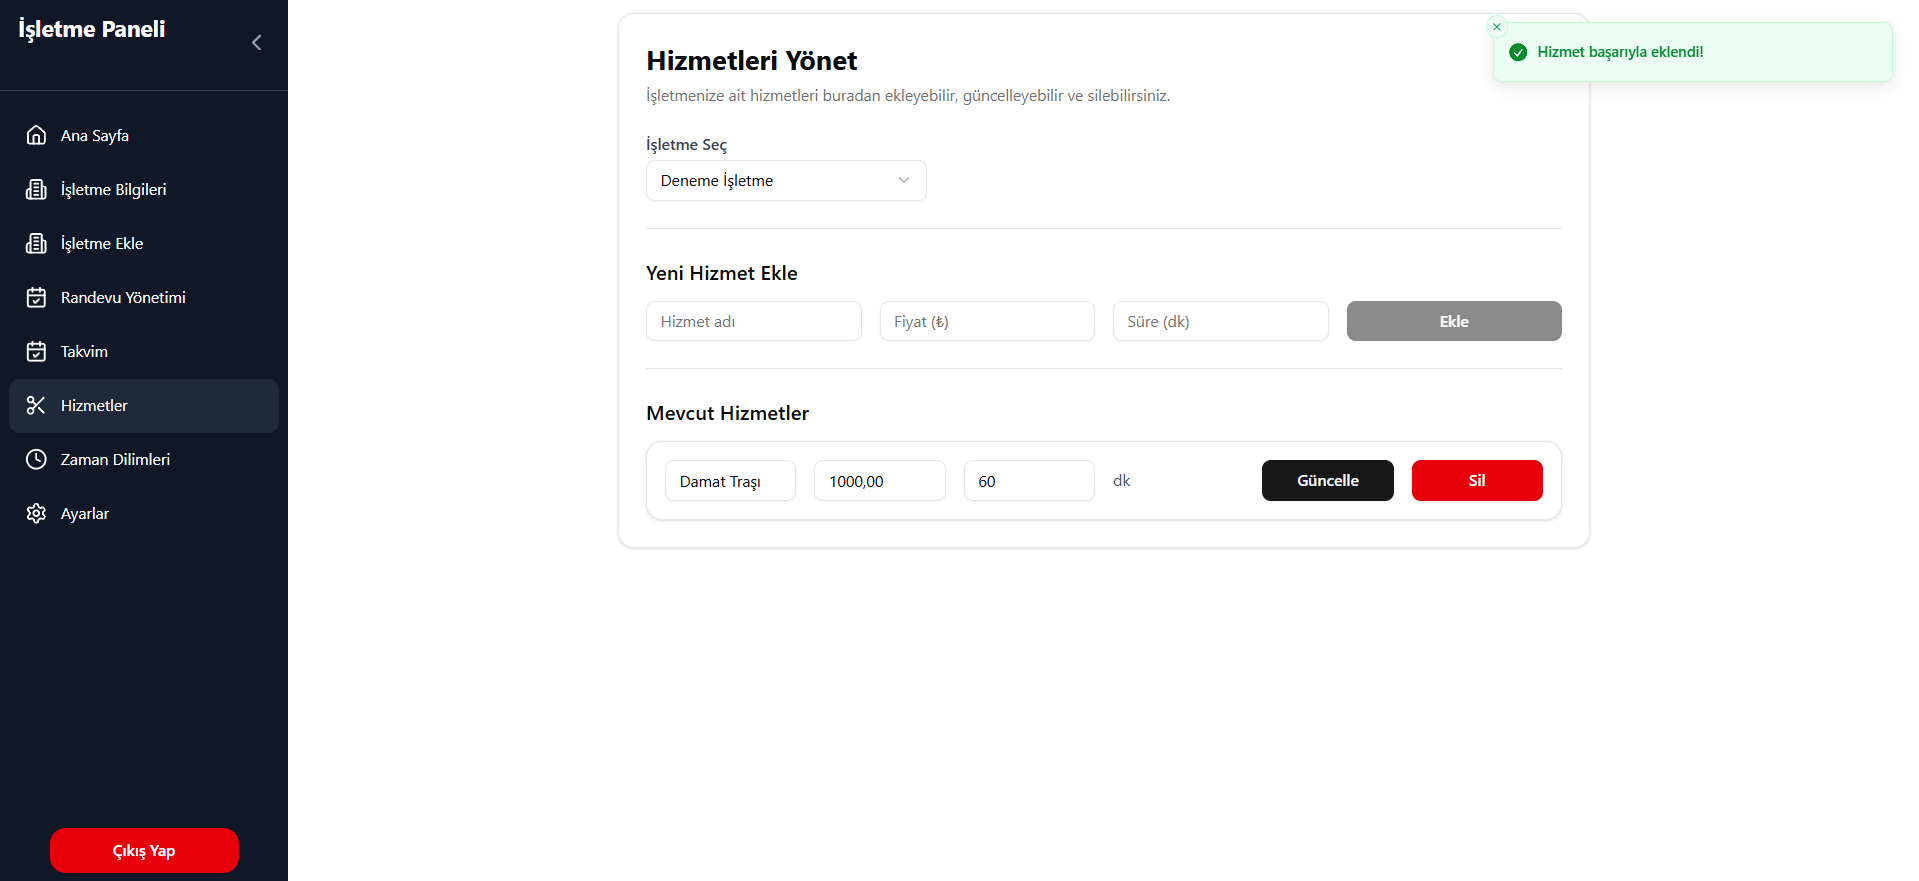 İşletme Paneli
Ana Sayfa
İşletme Bilgileri
İşletme Ekle
Randevu Yönetimi
Takvim
Hizmetler
Zaman Dilimleri
Ayarlar
Çıkış Yap
Hizmetleri Yönet
İşletmenize ait hizmetleri buradan ekleyebilir, güncelleyebilir ve silebilirsiniz.
İşletme Seç
Deneme İşletme
Yeni Hizmet Ekle
Hizmet adı Fiyat (₺) Süre (dk) Ekle
Mevcut Hizmetler
Damat Traşı 1000,00 60 dk Güncelle Sil
Hizmet başarıyla eklendi!